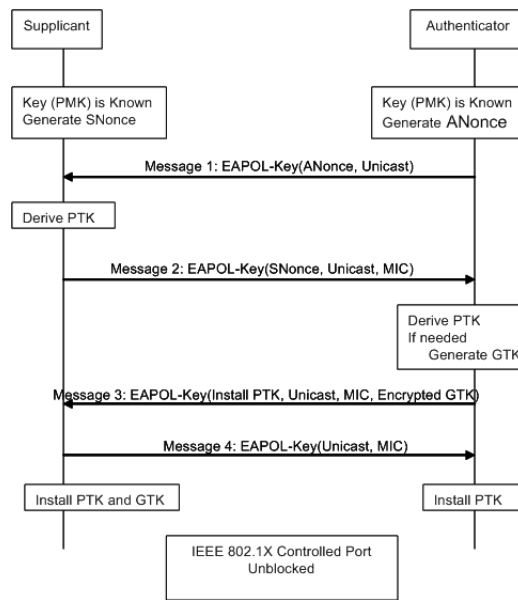 Supplicant
Authenticator
Key (PMK) is Known
Generate SNonce
Key (PMK) is Known
Generate ANonce
Message 1: EAPOL-Key(ANonce, Unicast)
Derive PTK
Message 2: EAPOL-Key(SNonce, Unicast, MIC)
Derive PTK
If needed
Generate GTK
Message 3: EAPOL-Key(Install PTK, Unicast, MIC, Encrypted GTK)
Message 4: EAPOL-Key(Unicast, MIC)
Install PTK and GTK
Install PTK
IEEE 802.1X Controlled Port
Unblocked